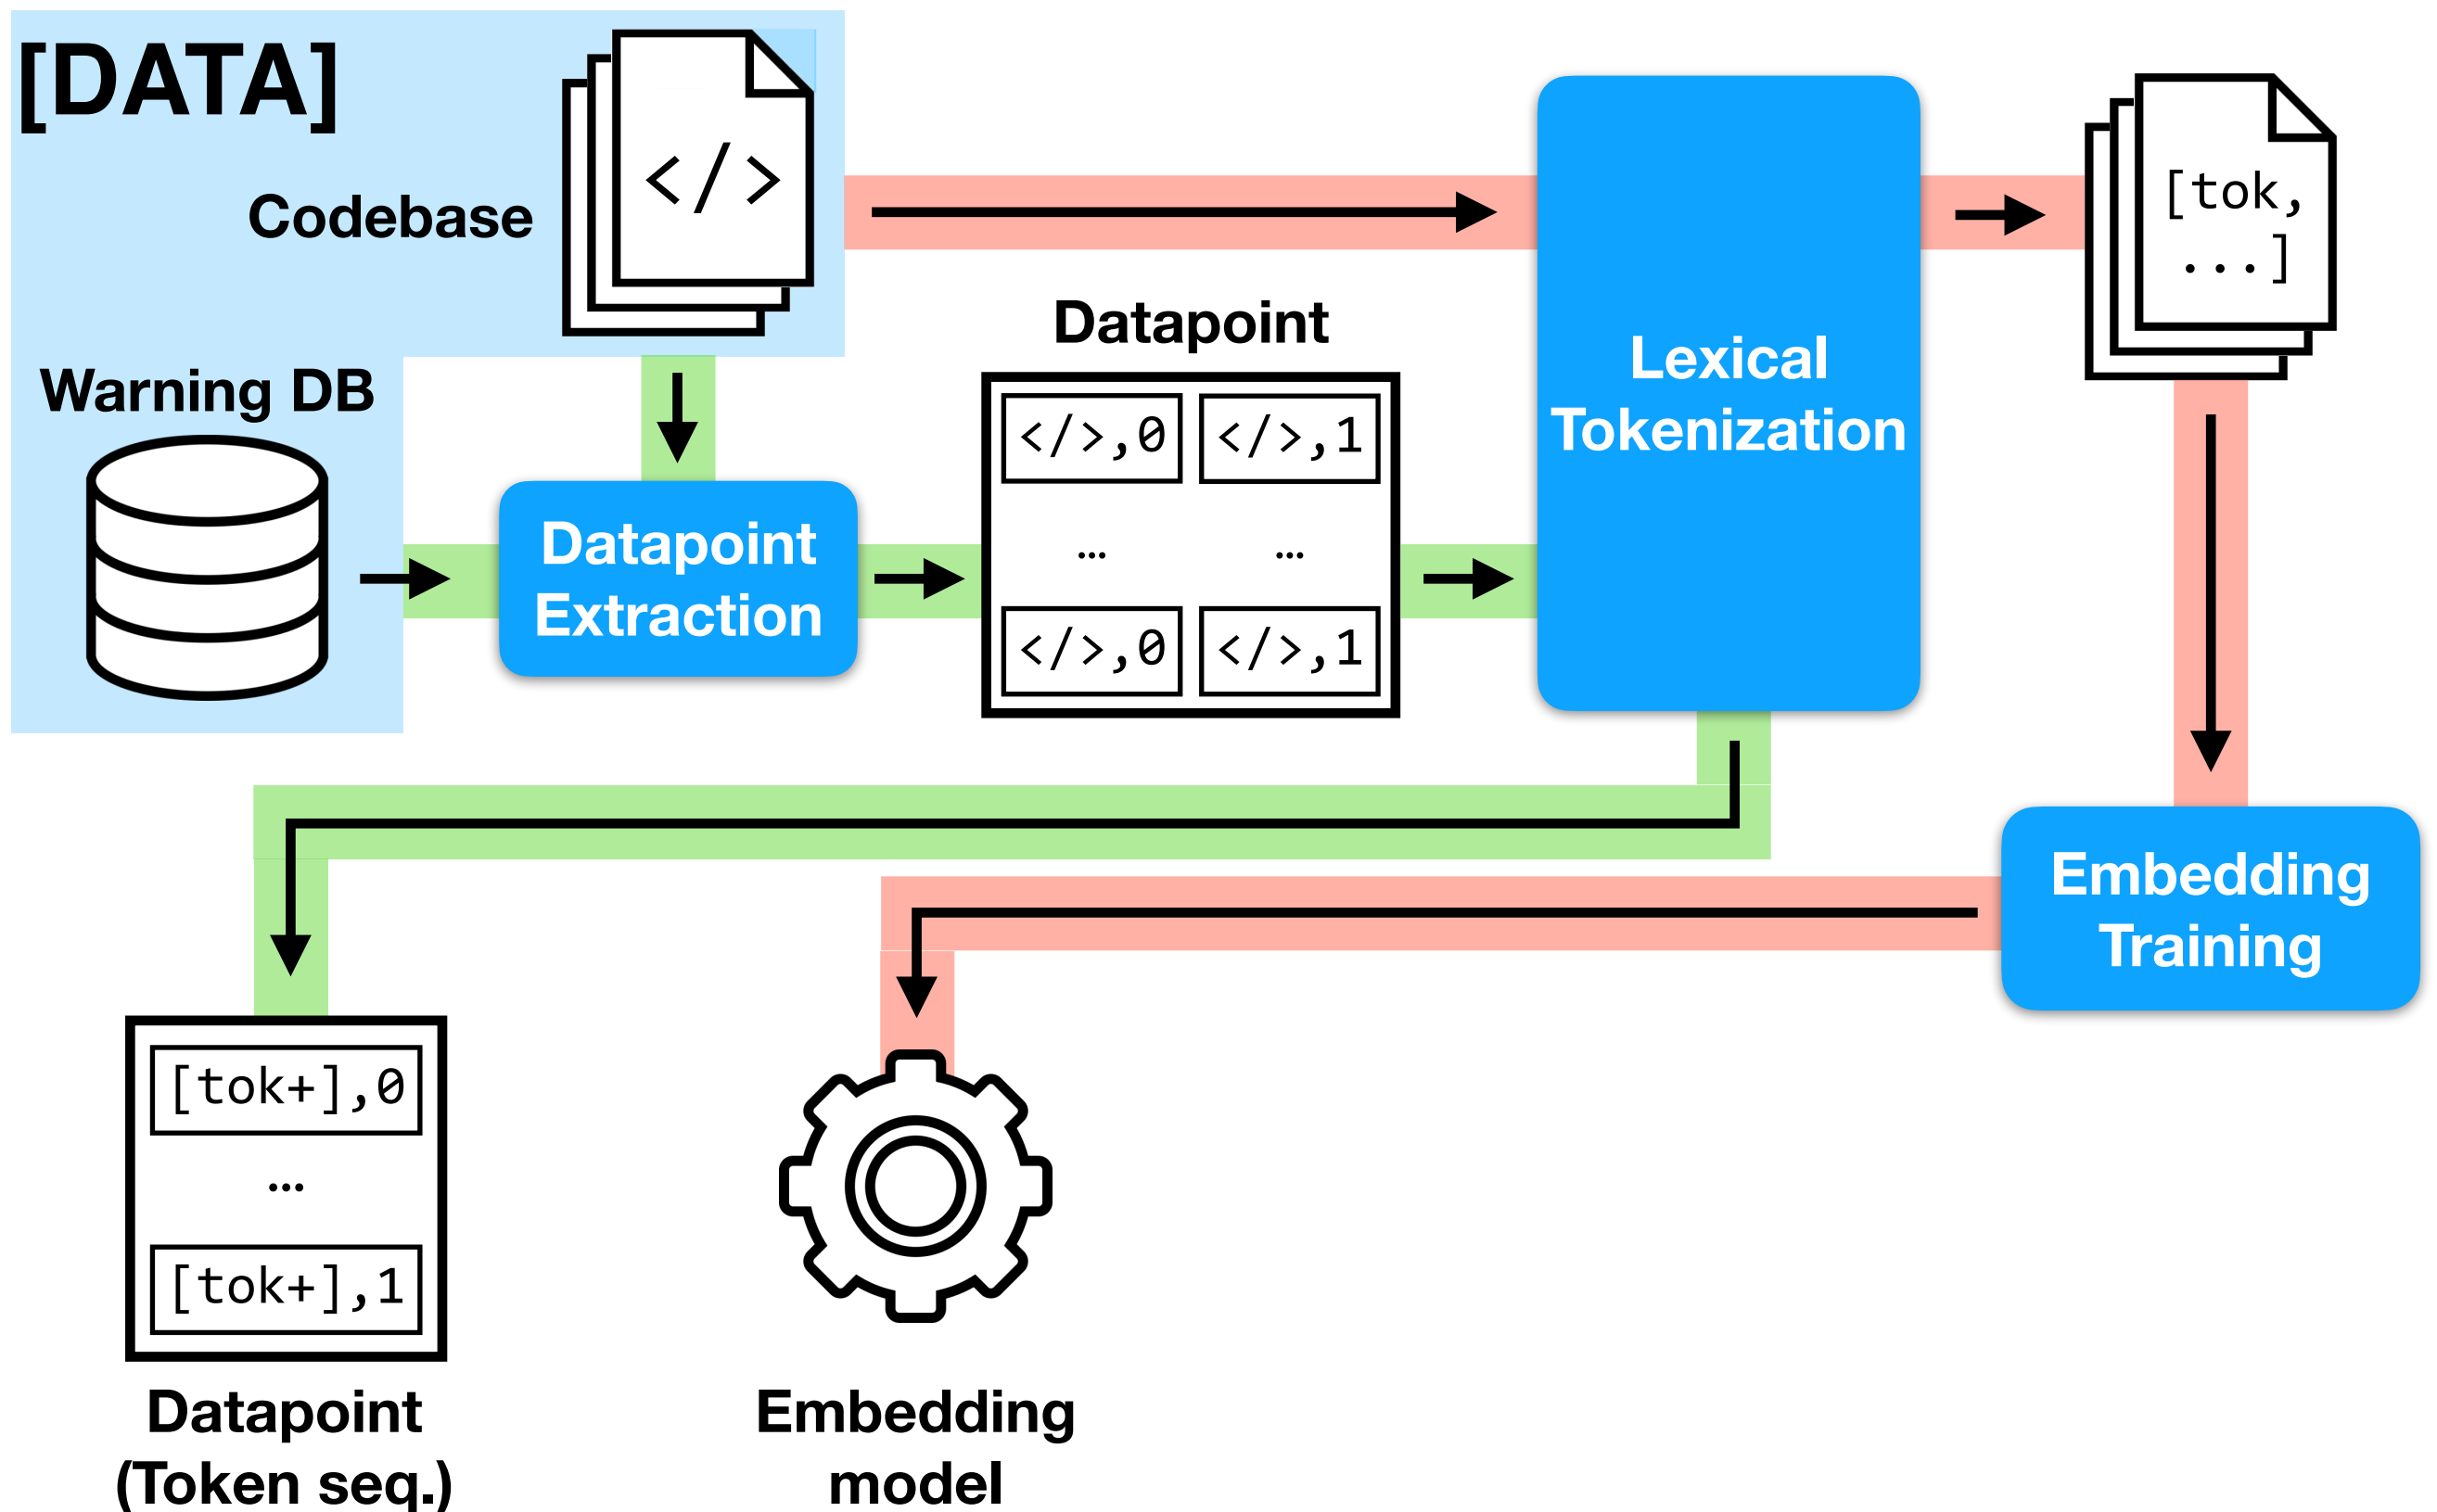 [DATA]
Codebase
</>
Warning DB
Datapoint
Extraction
Datapoint
</>,0
</>,1
...
...
</>,0
</>,1
Lexical
Tokenization
[tok,
...]
Embedding
Training
[tok+],0
...
[tok+],1
Datapoint
(Token seq.)
Embedding
model